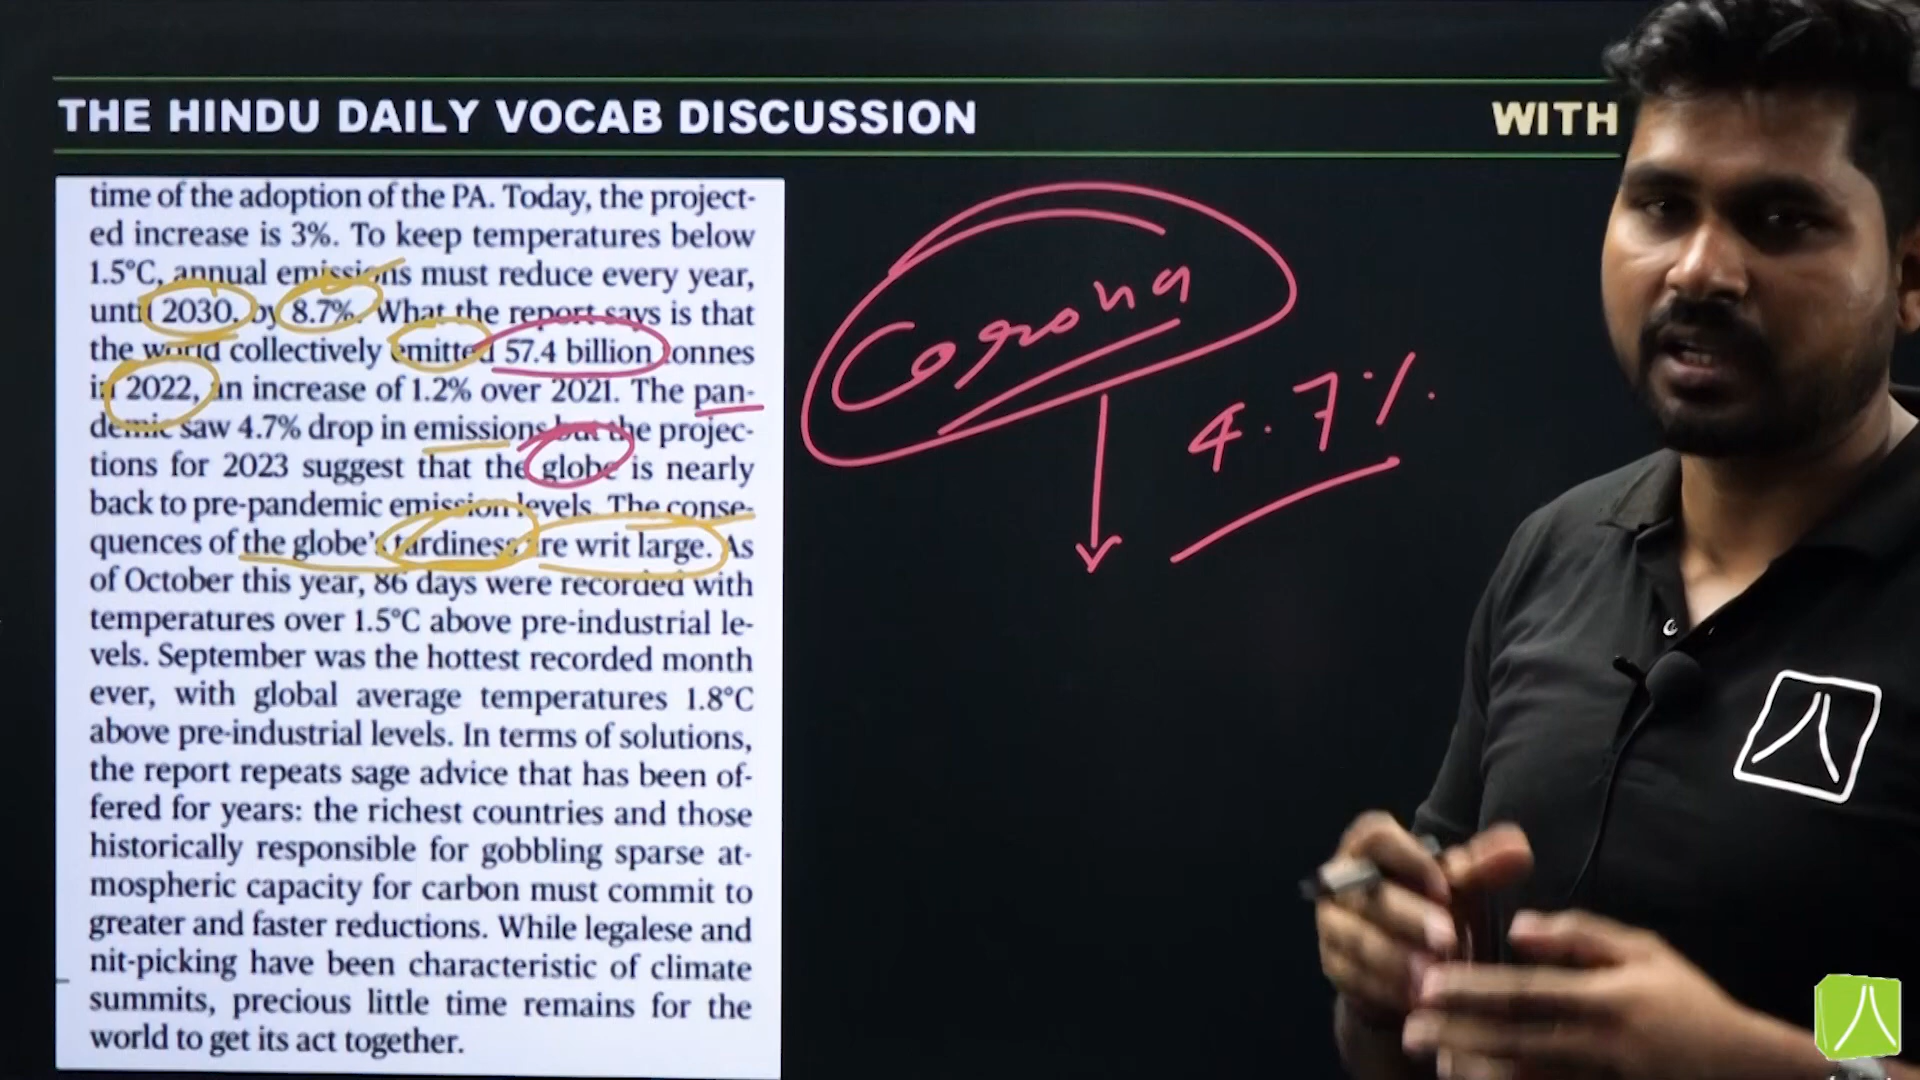 THE HINDU DAILY VOCAB DISCUSSION
WITH
time of the adoption of the PA. Today, the project-
ed increase is 3%. To keep temperatures below
1.5°C, annual emissions must reduce every year,
until 2030, by 8.7%. What the report says is that
the world collectively emitted 57.4 billion tonnes
in 2022, an increase of 1.2% over 2021. The pan-
demic saw 4.7% drop in emissions but the projec-
tions for 2023 suggest that the globe is nearly
back to pre-pandemic emission levels. The conse-
quences of the globe's tardiness are writ large. As
of October this year, 86 days were recorded with
temperatures over 1.5°C above pre-industrial le-
vels. September was the hottest recorded month
ever, with global average temperatures 1.8°C
above pre-industrial levels. In terms of solutions,
the report repeats sage advice that has been of-
fered for years: the richest countries and those
historically responsible for gobbling sparse at-
mospheric capacity for carbon must commit to
greater and faster reductions. While legalese and
nit-picking have been characteristic of climate
summits, precious little time remains for the
world to get its act together.
Corona
4.7%